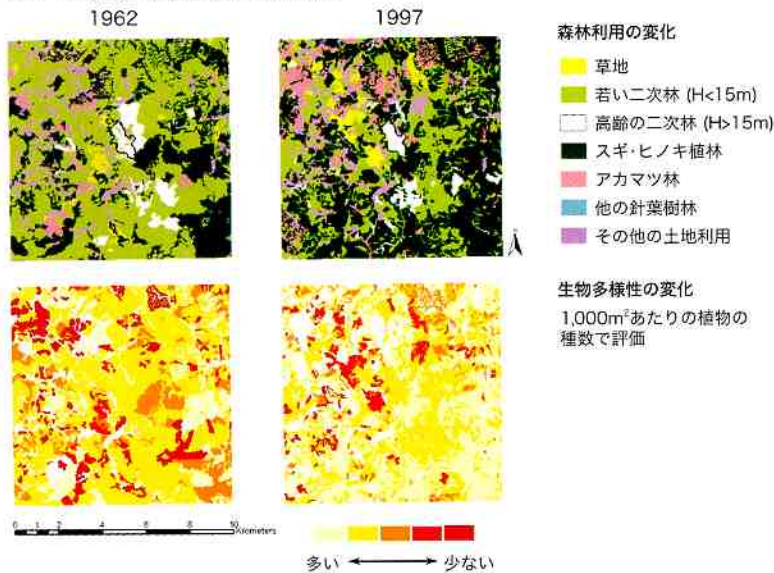 1962
1997
森林利用の変化
草地
若い二次林 (H<15m)
高齢の二次林 (H>15m)
スギ・ヒノキ植林
アカマツ林
他の針葉樹林
その他の土地利用
生物多様性の変化
1,000m²あたりの植物の
種数で評価
0 1 2 4 6 8 10
Kilometers
多い
少ない